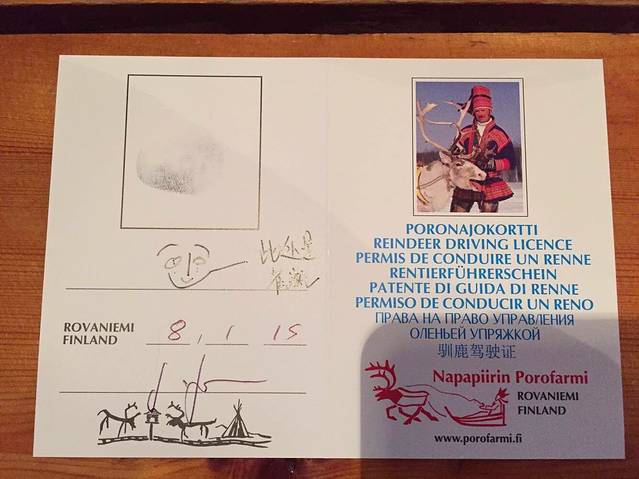 此处是
ROVANIEMI
FINLAND
8. 1 15
PORONAJOKORTTI
REINDEER DRIVING LICENCE
PERMIS DE CONDUIRE UN RENNE
RENTIERFÜHRERSCHEIN
PATENTE DI GUIDA DI RENNE
PERMISO DE CONDUCIR UN RENO
ПРАВА НА ПРАВО УПРАВЛЕНИЯ
ОЛЕНЬЕЙ УПРЯЖКОЙ
驯鹿驾驶证
Napapiirin Porofarmi
ROVANIEMI
FINLAND
www.porofarmi.fi